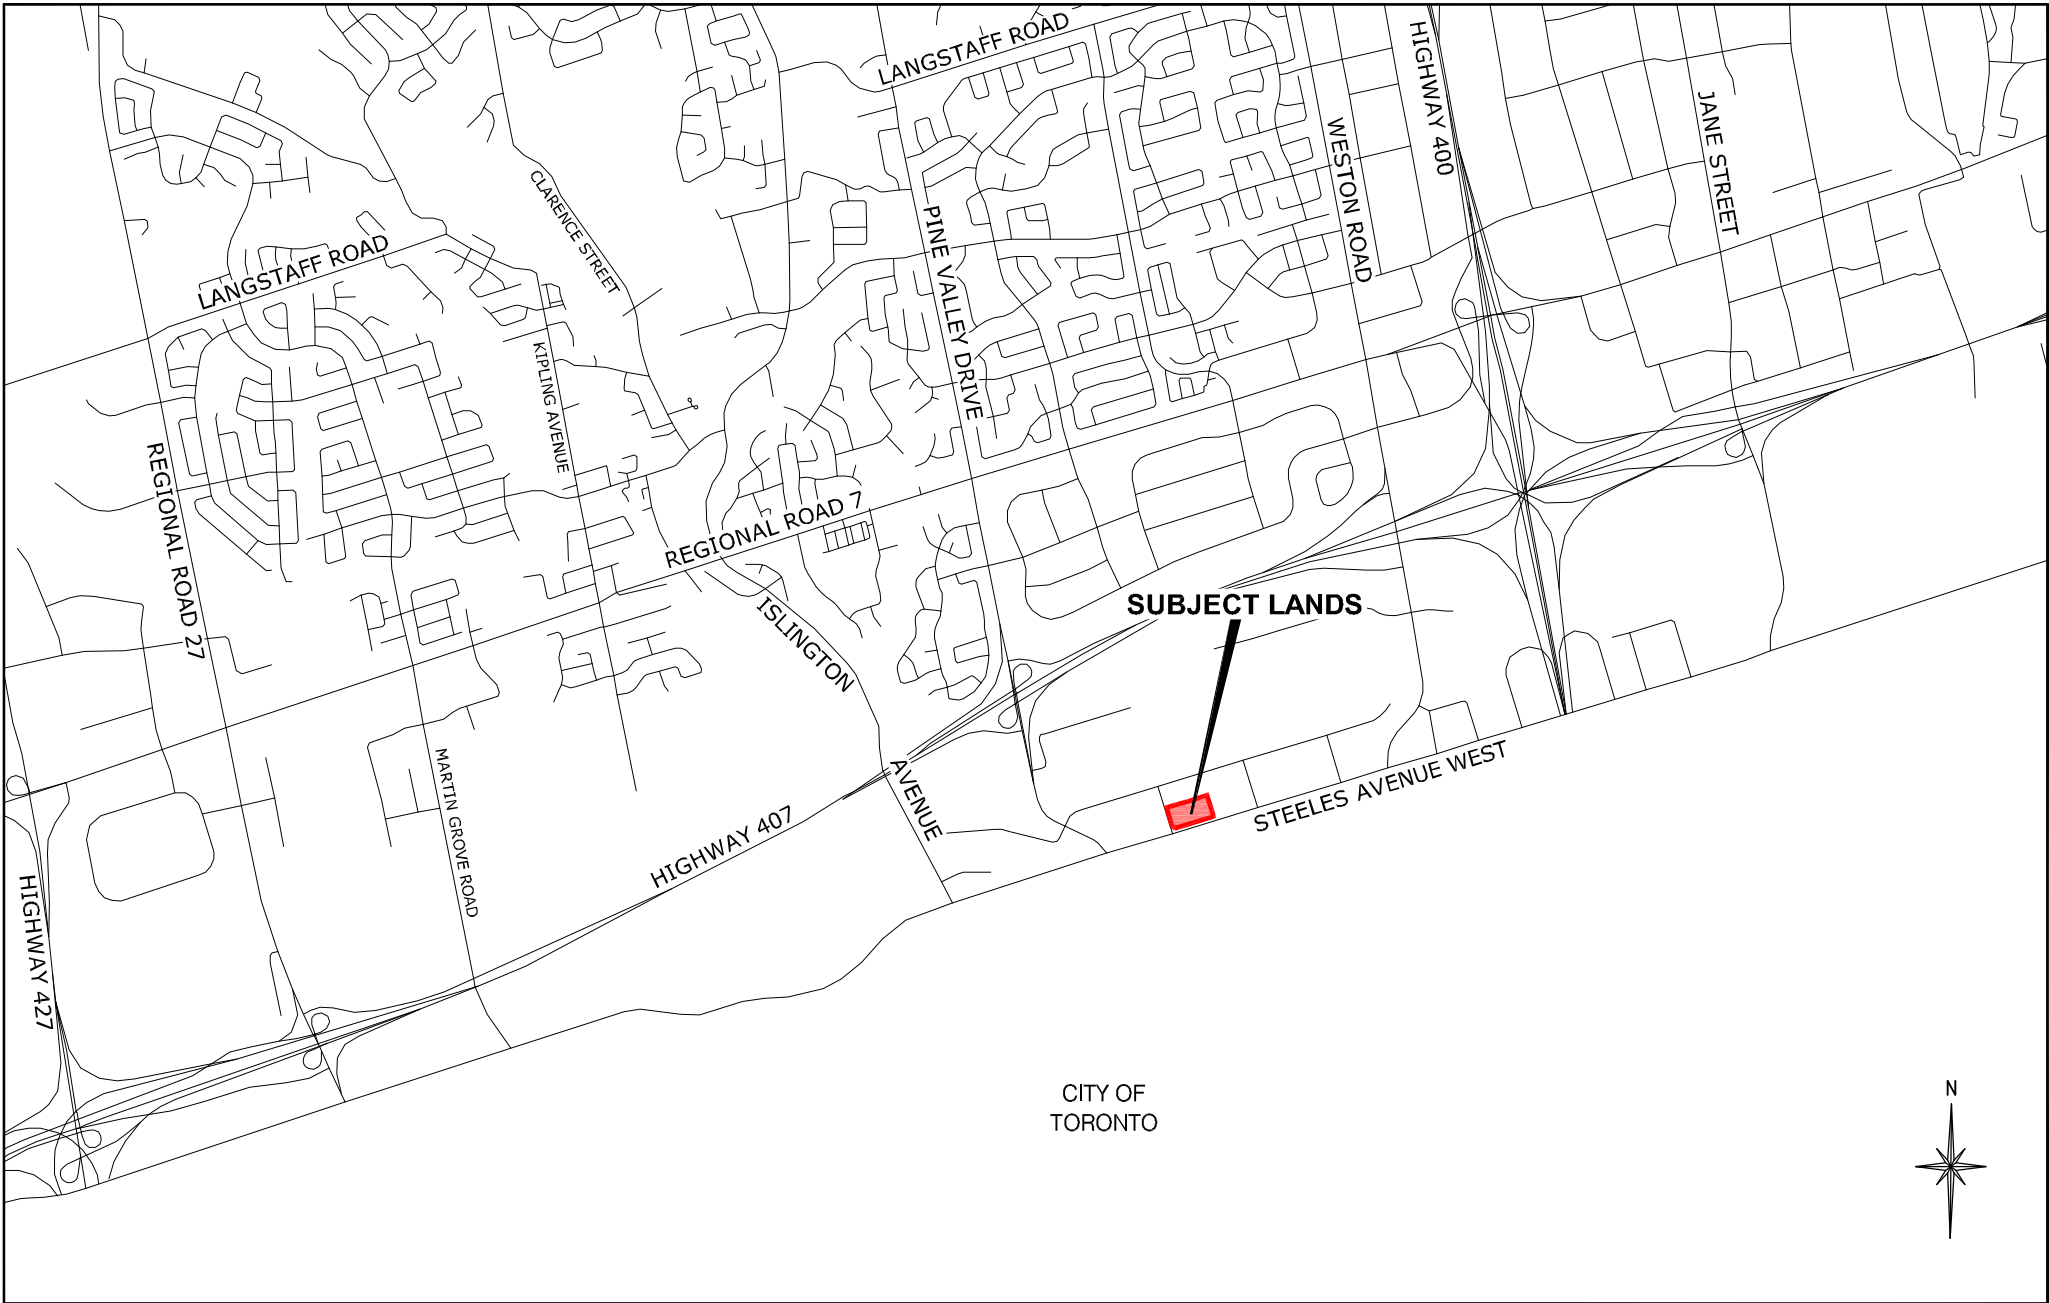 LANGSTAFF ROAD
HIGHWAY 400
JANE STREET
WESTON ROAD
CLARENCE STREET
PINE VALLEY DRIVE
LANGSTAFF ROAD
KIPLING AVENUE
REGIONAL ROAD 27
REGIONAL ROAD 7
SUBJECT LANDS
ISLINGTON
AVENUE
MARTIN GROVE ROAD
STEELES AVENUE WEST
HIGHWAY 407
HIGHWAY 427
CITY OF
TORONTO
N